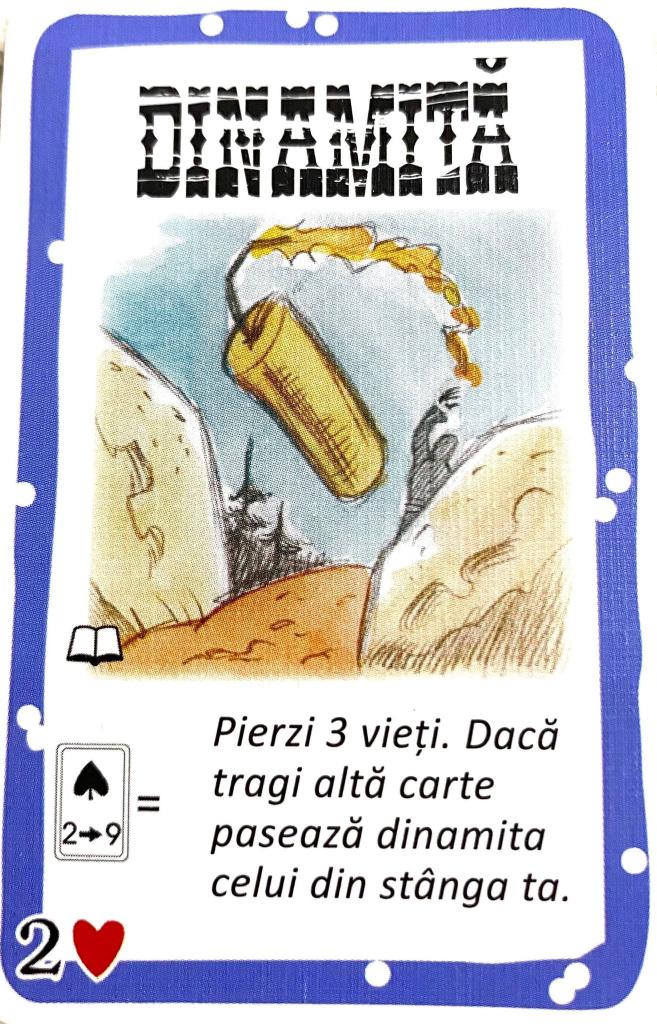 DINAMITĂ
Pierzi 3 vieți. Dacă
tragi altă carte
pasează dinamita
celui din stânga ta.
♠
2➔9 =
2♥